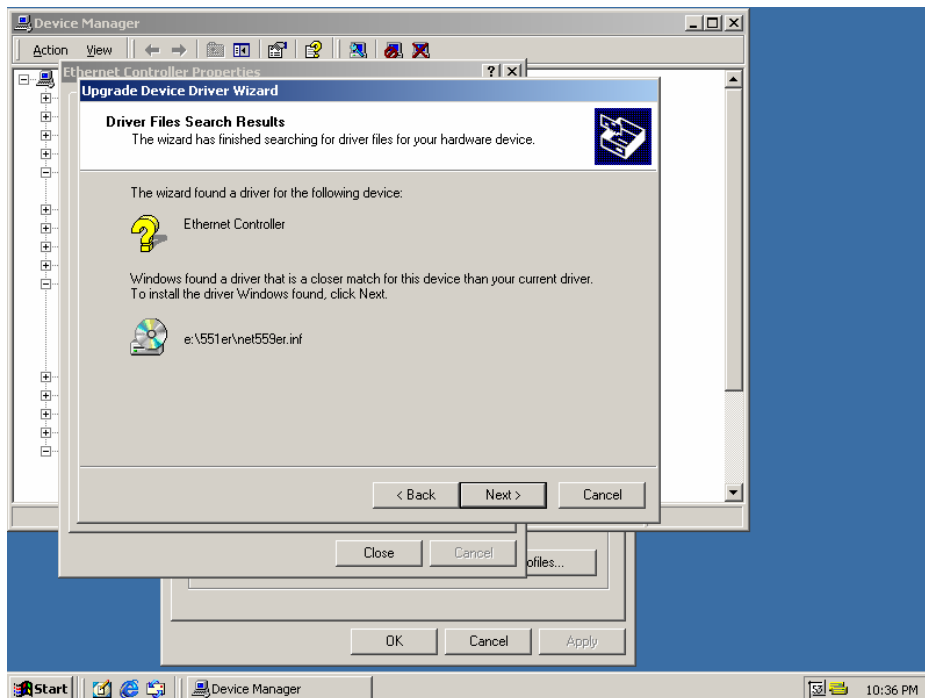 Device Manager
Action View
Ethernet Controller Properties
Upgrade Device Driver Wizard
Driver Files Search Results
The wizard has finished searching for driver files for your hardware device.
The wizard found a driver for the following device:
Ethernet Controller
Windows found a driver that is a closer match for this device than your current driver.
To install the driver Windows found, click Next.
e:\551er\net559er.inf
< Back Next > Cancel
Close Cancel
ofiles...
OK Cancel Apply
Start Device Manager 10:36 PM